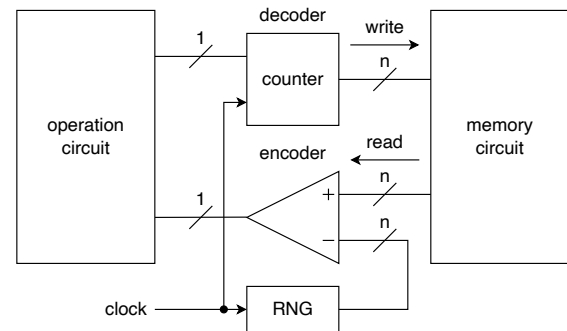 decoder
1
write
counter
n
operation
circuit
memory
circuit
encoder
read
1
n
+
n
−
clock
RNG